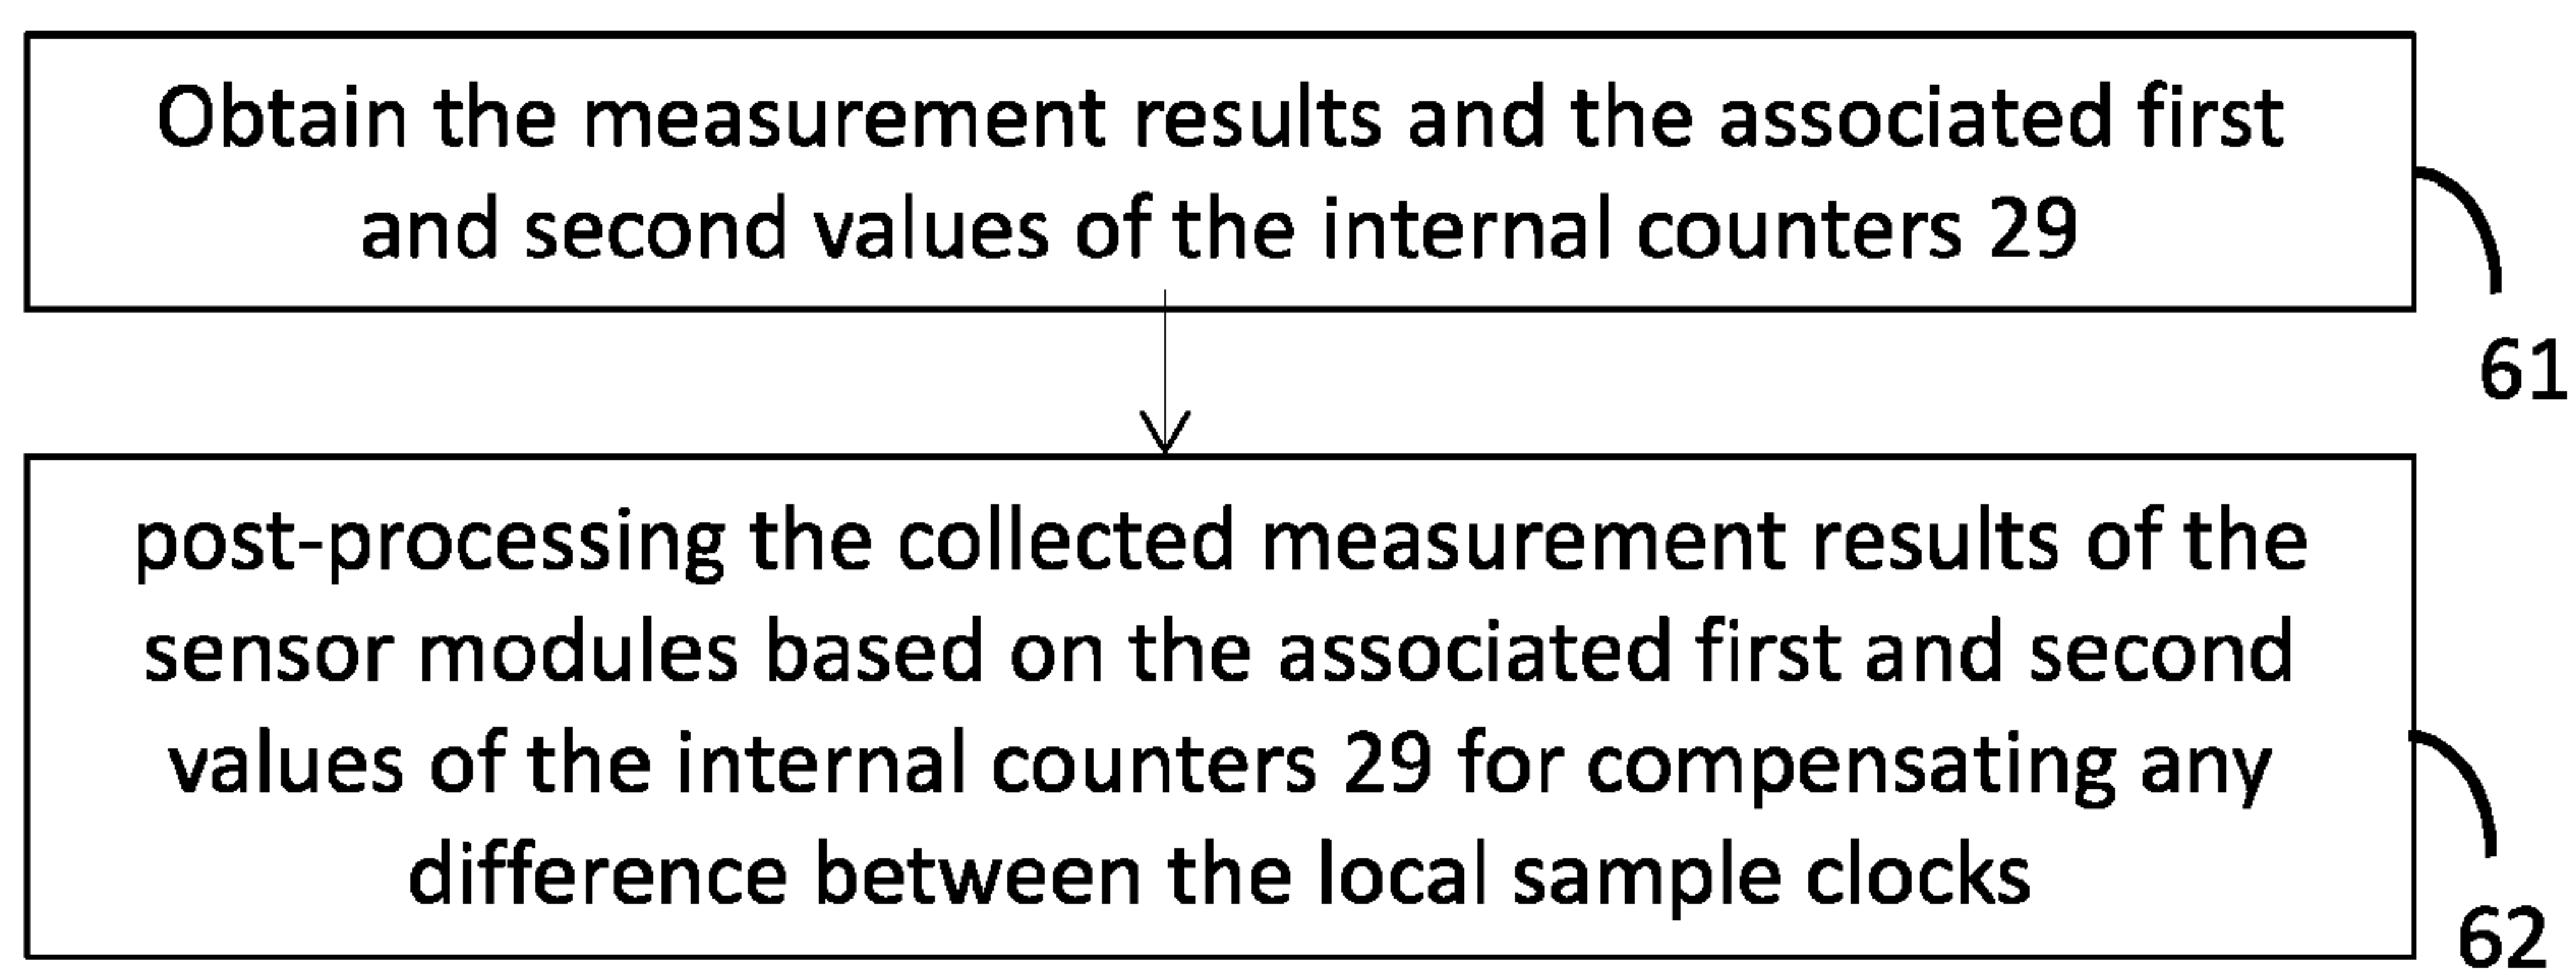 Obtain the measurement results and the associated first
and second values of the internal counters 29
61
post-processing the collected measurement results of the
sensor modules based on the associated first and second
values of the internal counters 29 for compensating any
difference between the local sample clocks
62